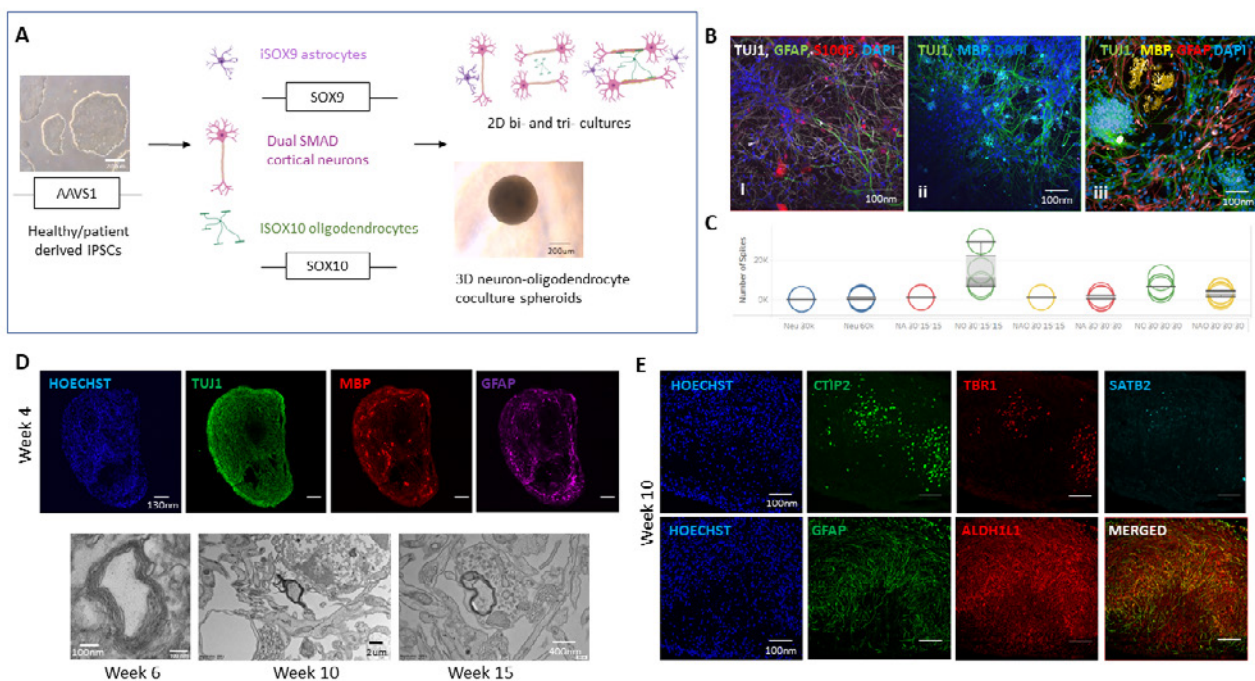 A
iSOX9 astrocytes
SOX9
Dual SMAD
cortical neurons
iSOX10 oligodendrocytes
SOX10
AAVS1
Healthy/patient
derived IPSCs
2D bi- and tri- cultures
200um
3D neuron-oligodendrocyte
coculture spheroids
B
TUJ1, GFAP, S100B, DAPI
i
100nm
TUJ1, MBP, DAPI
ii
100nm
TUJ1, MBP, GFAP DAPI
iii
100nm
C
Number of Spikes
20K
0K
Neu 30k
Neu 60k
NA 30:15:15
NO 30:15:15
NAO 30:15:15
NA 30:30:30
NO 30:30:30
NAO 30:30:30
D
Week 4
HOECHST
130nm
TUJ1
MBP
GFAP
100nm
Week 6
2um
Week 10
400nm
Week 15
E
Week 10
HOECHST
100nm
CTIP2
TBR1
SATB2
HOECHST
100nm
GFAP
ALDH1L1
MERGED